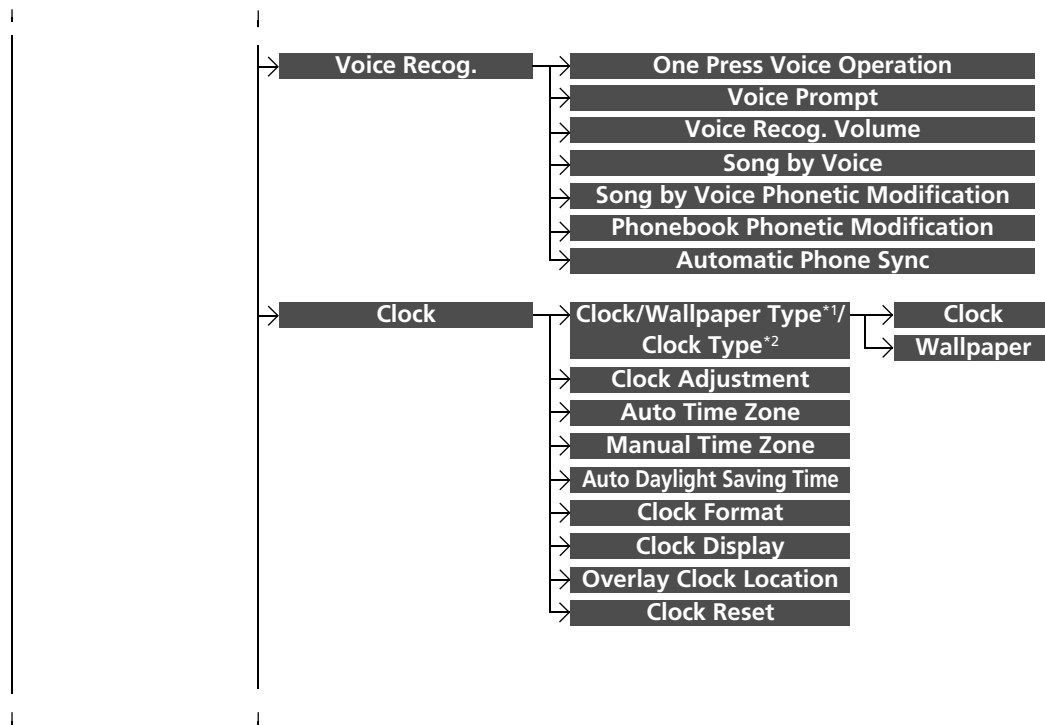 Voice Recog.
One Press Voice Operation
Voice Prompt
Voice Recog. Volume
Song by Voice
Song by Voice Phonetic Modification
Phonebook Phonetic Modification
Automatic Phone Sync
Clock
Clock/Wallpaper Type*1/
Clock Type*2
Clock
Wallpaper
Clock Adjustment
Auto Time Zone
Manual Time Zone
Auto Daylight Saving Time
Clock Format
Clock Display
Overlay Clock Location
Clock Reset